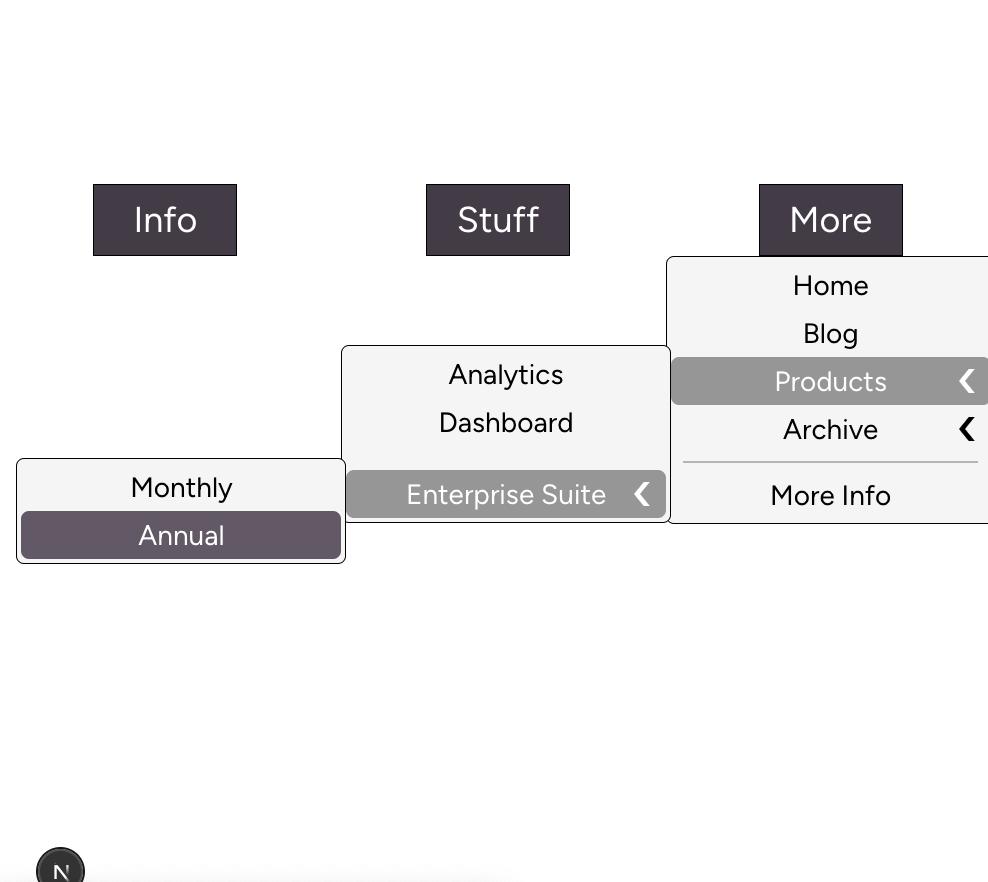 Info
Stuff
More
Home
Blog
Products
Archive
More Info
Analytics
Dashboard
Enterprise Suite
Monthly
Annual
N